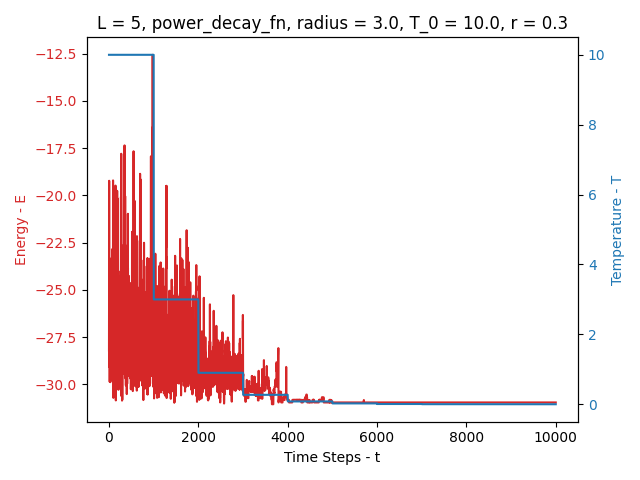 L = 5, power_decay_fn, radius = 3.0, T_0 = 10.0, r = 0.3
Energy - E
−12.5
−15.0
−17.5
−20.0
−22.5
−25.0
−27.5
−30.0
10
8
6
4
2
0
Temperature - T
0 2000 4000 6000 8000 10000
Time Steps - t